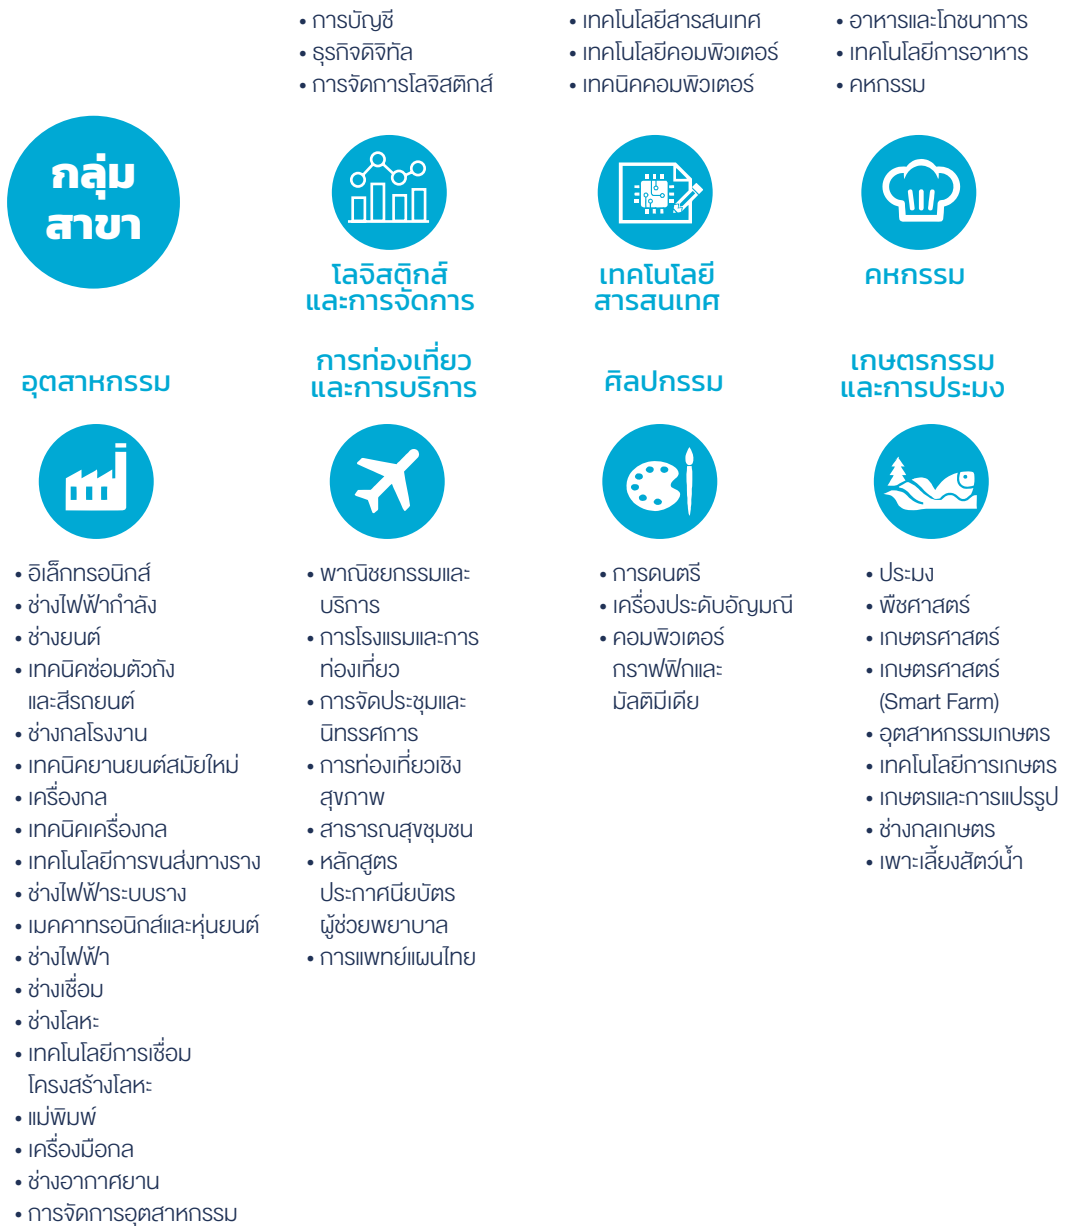 • การบัญชี
• ธุรกิจดิจิทัล
• การจัดการโลจิสติกส์
• เทคโนโลยีสารสนเทศ
• เทคโนโลยีคอมพิวเตอร์
• เทคนิคคอมพิวเตอร์
• อาหารและโภชนาการ
• เทคโนโลยีการอาหาร
• คหกรรม
กลุ่ม
สาขา
โลจิสติกส์
และการจัดการ
เทคโนโลยี
สารสนเทศ
คหกรรม
อุตสาหกรรม
• อิเล็กทรอนิกส์
• ช่างไฟฟ้ากำลัง
• ช่างยนต์
• เทคนิคซ่อมตัวถัง
และสีรถยนต์
• ช่างกลโรงงาน
• เทคนิคยานยนต์สมัยใหม่
• เครื่องกล
• เทคนิคเครื่องกล
• เทคโนโลยีการขนส่งทางราง
• ช่างไฟฟ้าระบบราง
• เมคคาทรอนิกส์และหุ่นยนต์
• ช่างไฟฟ้า
• ช่างเชื่อม
• ช่างโลหะ
• เทคโนโลยีการเชื่อม
โครงสร้างโลหะ
• แม่พิมพ์
• เครื่องมือกล
• ช่างอากาศยาน
• การจัดการอุตสาหกรรม
การท่องเที่ยว
และการบริการ
• พาณิชยกรรมและ
บริการ
• การโรงแรมและการ
ท่องเที่ยว
• การจัดประชุมและ
นิทรรศการ
• การท่องเที่ยวเชิง
สุขภาพ
• สาธารณสุขชุมชน
• หลักสูตร
ประกาศนียบัตร
ผู้ช่วยพยาบาล
• การแพทย์แผนไทย
ศิลปกรรม
• การดนตรี
• เครื่องประดับอัญมณี
• คอมพิวเตอร์
กราฟฟิกและ
มัลติมีเดีย
เกษตรกรรม
และการประมง
• ประมง
• พืชศาสตร์
• เกษตรศาสตร์
• เกษตรศาสตร์
(Smart Farm)
• อุตสาหกรรมเกษตร
• เทคโนโลยีการเกษตร
• เกษตรและการแปรรูป
• ช่างกลเกษตร
• เพาะเลี้ยงสัตว์น้ำ